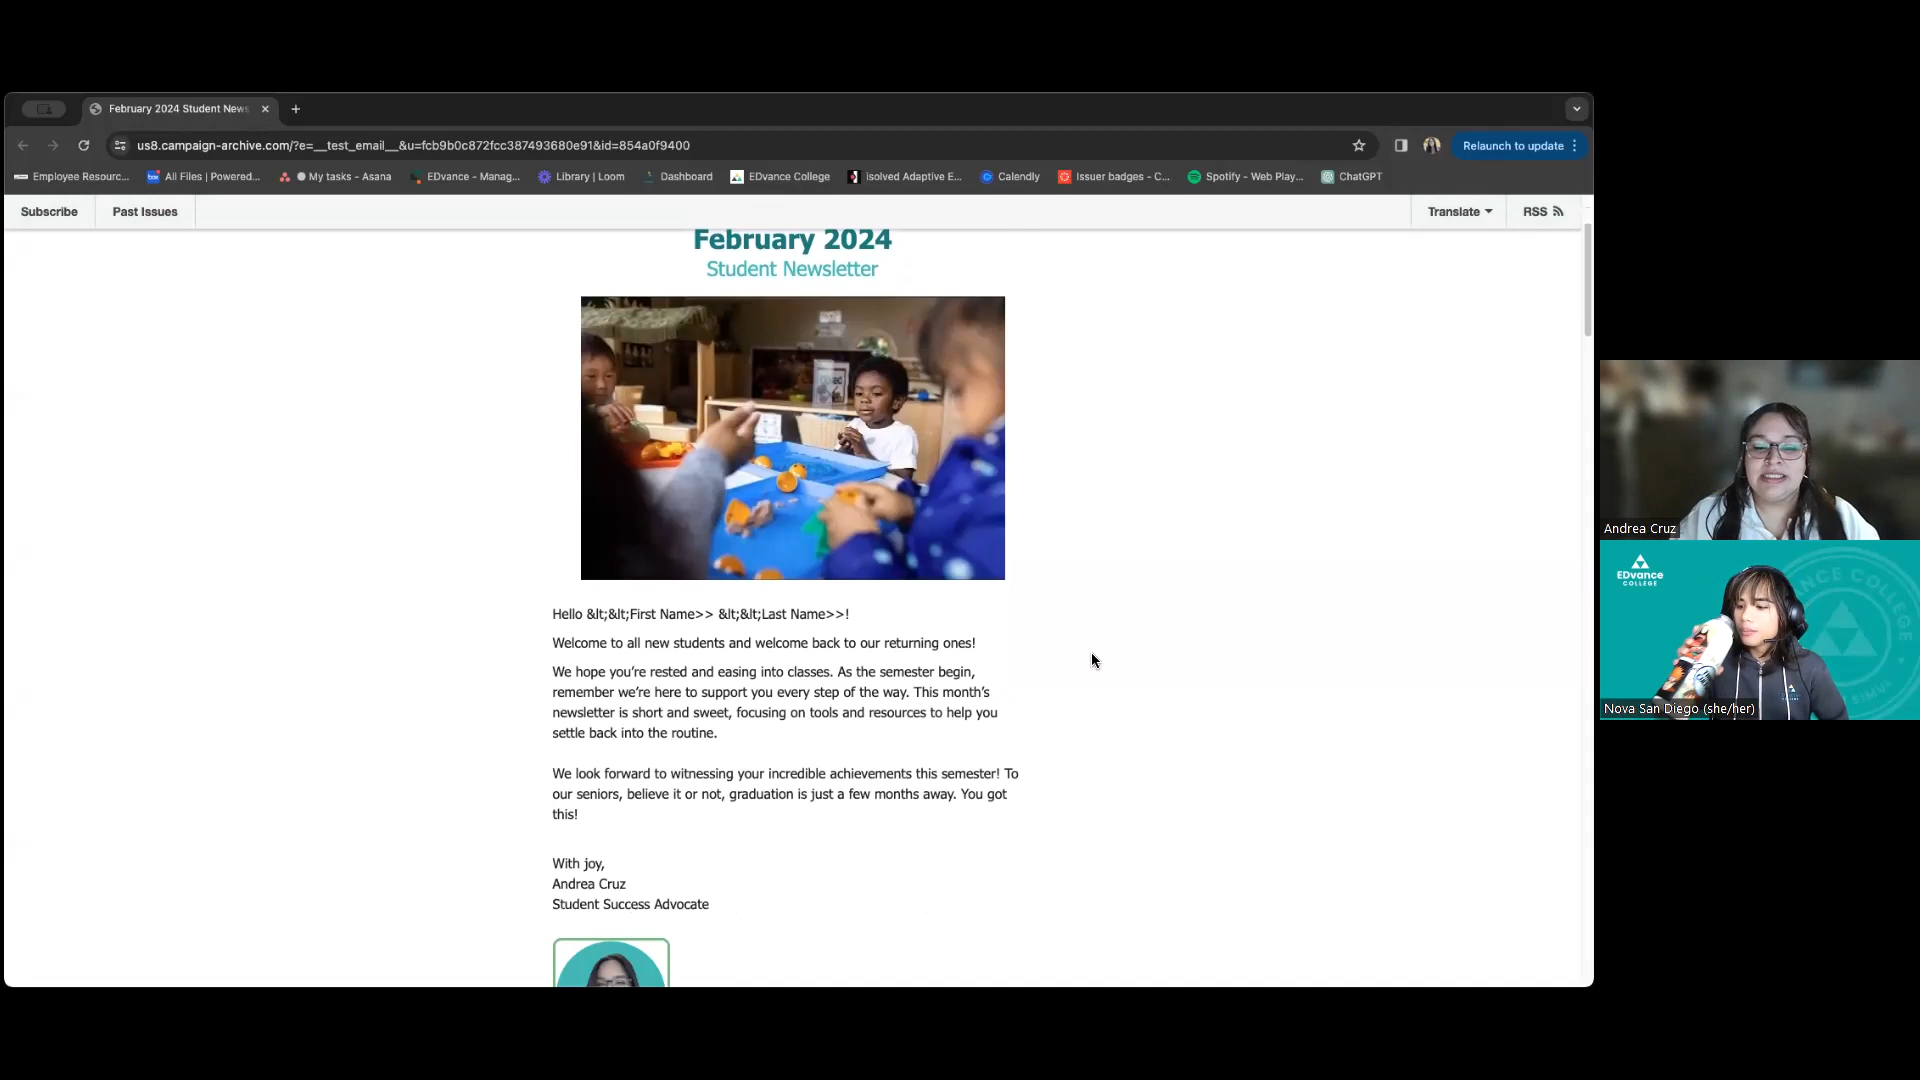 February 2024 Student News
us8.campaign-archive.com/?e=__test_email__&u=fcb9b0c872fcc387493680e91&id=854a0f9400
Relaunch to update
Employee Resourc...
All Files | Powered...
My tasks - Asana
EDvance - Manag...
Library | Loom
Dashboard
EDvance College
isolved Adaptive E...
Calendly
Issuer badges - C...
Spotify - Web Play...
ChatGPT
Subscribe
Past Issues
Translate
RSS
February 2024
Student Newsletter
Hello &lt;&lt;First Name>> &lt;&lt;Last Name>>!
Welcome to all new students and welcome back to our returning ones!
We hope you’re rested and easing into classes. As the semester begin,
remember we’re here to support you every step of the way. This month’s
newsletter is short and sweet, focusing on tools and resources to help you
settle back into the routine.
We look forward to witnessing your incredible achievements this semester! To
our seniors, believe it or not, graduation is just a few months away. You got
this!
With joy,
Andrea Cruz
Student Success Advocate
Andrea Cruz
EDvance
COLLEGE
Nova San Diego (she/her)